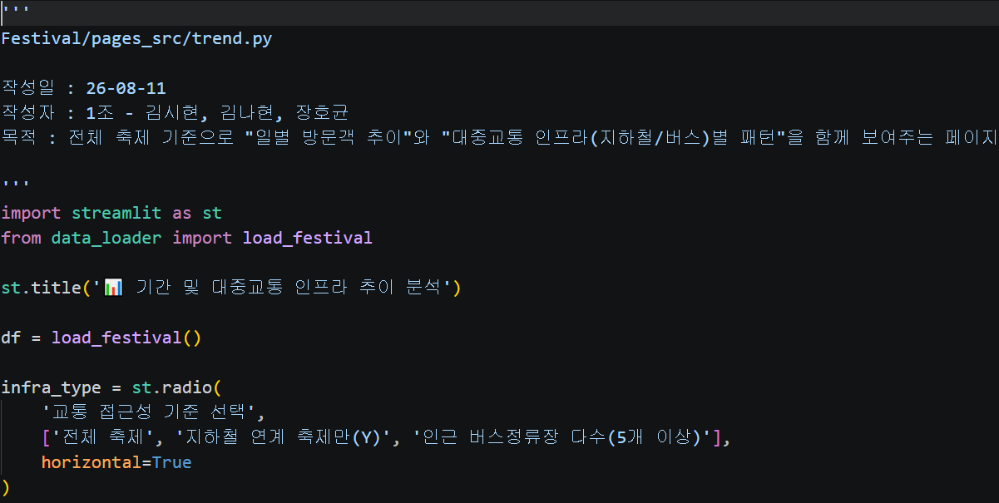 '''
Festival/pages_src/trend.py
작성일 : 26-08-11
작성자 : 1조 - 김시현, 김나현, 장호균
목적 : 전체 축제 기준으로 "일별 방문객 추이"와 "대중교통 인프라(지하철/버스)별 패턴"을 함께 보여주는 페이지
'''
import streamlit as st
from data_loader import load_festival
st.title('📊 기간 및 대중교통 인프라 추이 분석')
df = load_festival()
infra_type = st.radio(
    '교통 접근성 기준 선택',
    ['전체 축제', '지하철 연계 축제만(Y)', '인근 버스정류장 다수(5개 이상)'],
    horizontal=True
)